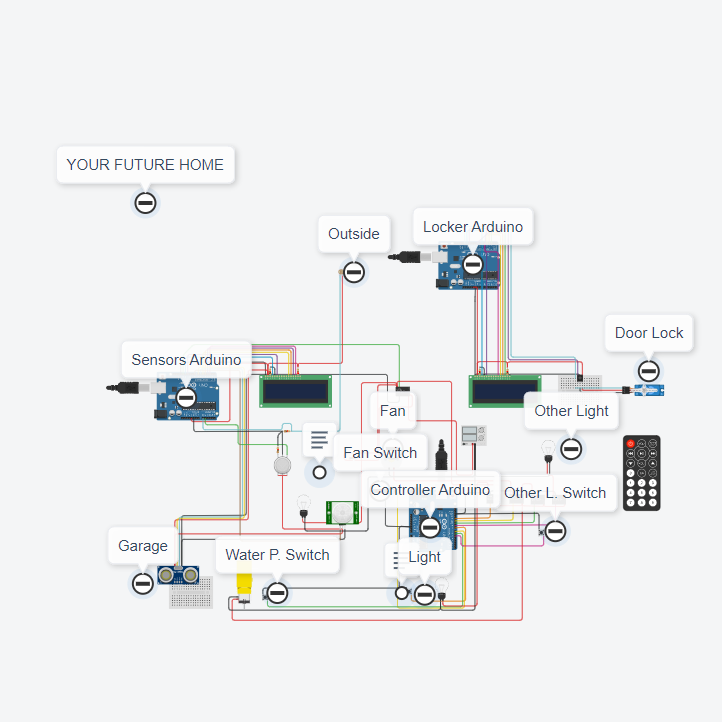 YOUR FUTURE HOME
Outside
Locker Arduino
Door Lock
Sensors Arduino
Fan
Other Light
Fan Switch
Controller Arduino
Other L. Switch
Garage
Water P. Switch
Light